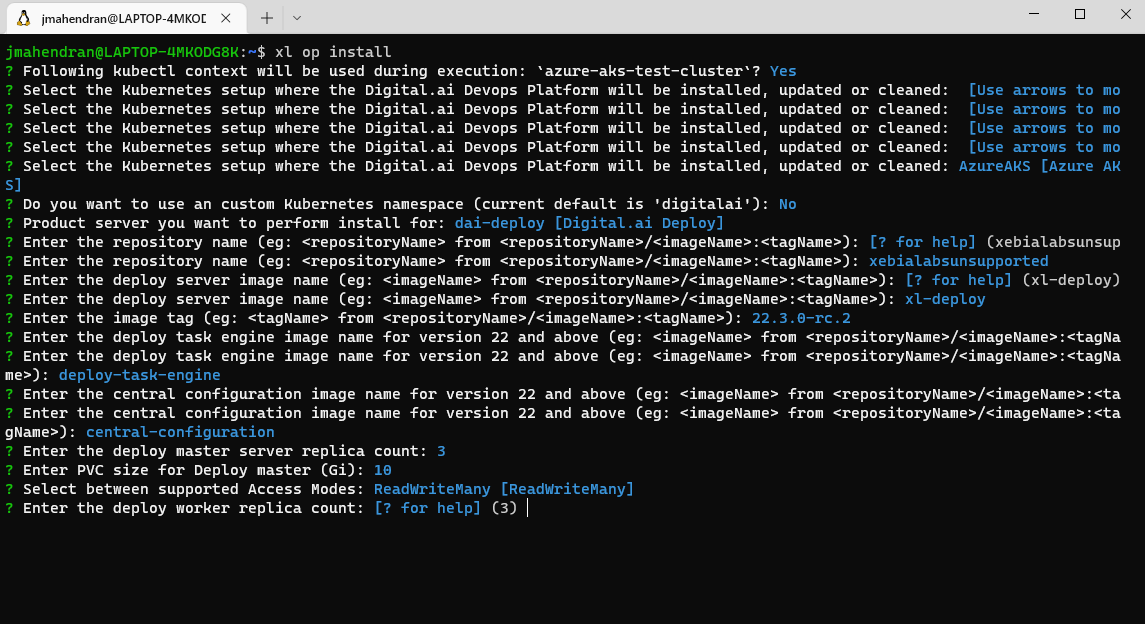 jmahendran@LAPTOP-4MKOD
jmahendran@LAPTOP-4MKODG8K:~$ xl op install
? Following kubectl context will be used during execution: `azure-aks-test-cluster`? Yes
? Select the Kubernetes setup where the Digital.ai Devops Platform will be installed, updated or cleaned:  [Use arrows to mo
? Select the Kubernetes setup where the Digital.ai Devops Platform will be installed, updated or cleaned:  [Use arrows to mo
? Select the Kubernetes setup where the Digital.ai Devops Platform will be installed, updated or cleaned:  [Use arrows to mo
? Select the Kubernetes setup where the Digital.ai Devops Platform will be installed, updated or cleaned:  [Use arrows to mo
? Select the Kubernetes setup where the Digital.ai Devops Platform will be installed, updated or cleaned: AzureAKS [Azure AK
S]
? Do you want to use an custom Kubernetes namespace (current default is 'digitalai'): No
? Product server you want to perform install for: dai-deploy [Digital.ai Deploy]
? Enter the repository name (eg: <repositoryName> from <repositoryName>/<imageName>:<tagName>): [? for help] (xebialabsunsup
? Enter the repository name (eg: <repositoryName> from <repositoryName>/<imageName>:<tagName>): xebialabsunsupported
? Enter the deploy server image name (eg: <imageName> from <repositoryName>/<imageName>:<tagName>): [? for help] (xl-deploy)
? Enter the deploy server image name (eg: <imageName> from <repositoryName>/<imageName>:<tagName>): xl-deploy
? Enter the image tag (eg: <tagName> from <repositoryName>/<imageName>:<tagName>): 22.3.0-rc.2
? Enter the deploy task engine image name for version 22 and above (eg: <imageName> from <repositoryName>/<imageName>:<tagNa
? Enter the deploy task engine image name for version 22 and above (eg: <imageName> from <repositoryName>/<imageName>:<tagNa
me>): deploy-task-engine
? Enter the central configuration image name for version 22 and above (eg: <imageName> from <repositoryName>/<imageName>:<ta
? Enter the central configuration image name for version 22 and above (eg: <imageName> from <repositoryName>/<imageName>:<ta
gName>): central-configuration
? Enter the deploy master server replica count: 3
? Enter PVC size for Deploy master (Gi): 10
? Select between supported Access Modes: ReadWriteMany [ReadWriteMany]
? Enter the deploy worker replica count: [? for help] (3)